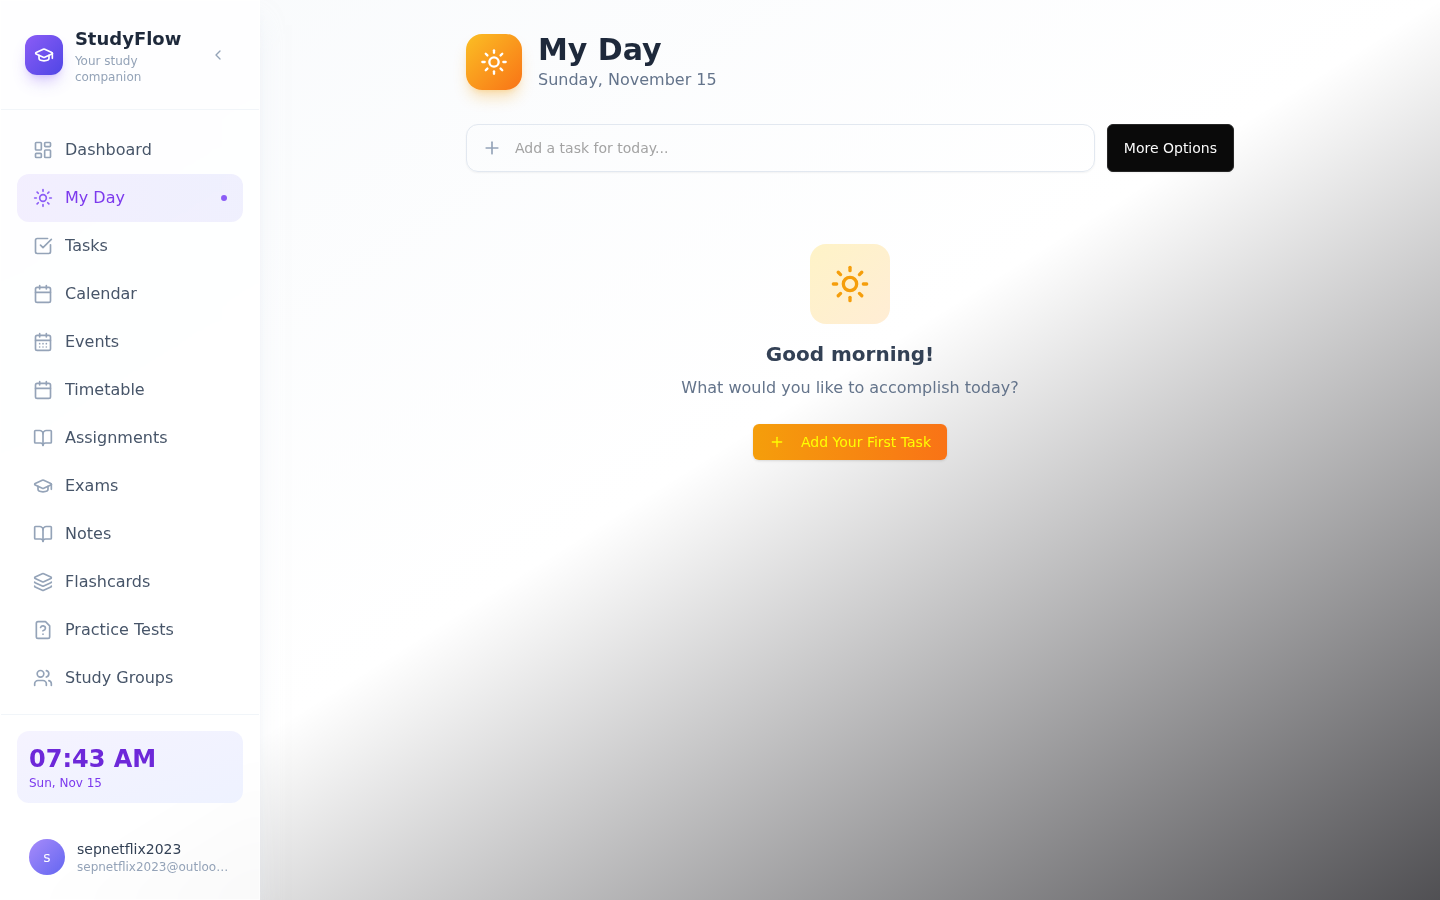 StudyFlow
Your study
companion
Dashboard
My Day
Tasks
Calendar
Events
Timetable
Assignments
Exams
Notes
Flashcards
Practice Tests
Study Groups
07:43 AM
Sun, Nov 15
s
sepnetflix2023
sepnetflix2023@outloo...
My Day
Sunday, November 15
Add a task for today...
More Options
Good morning!
What would you like to accomplish today?
Add Your First Task